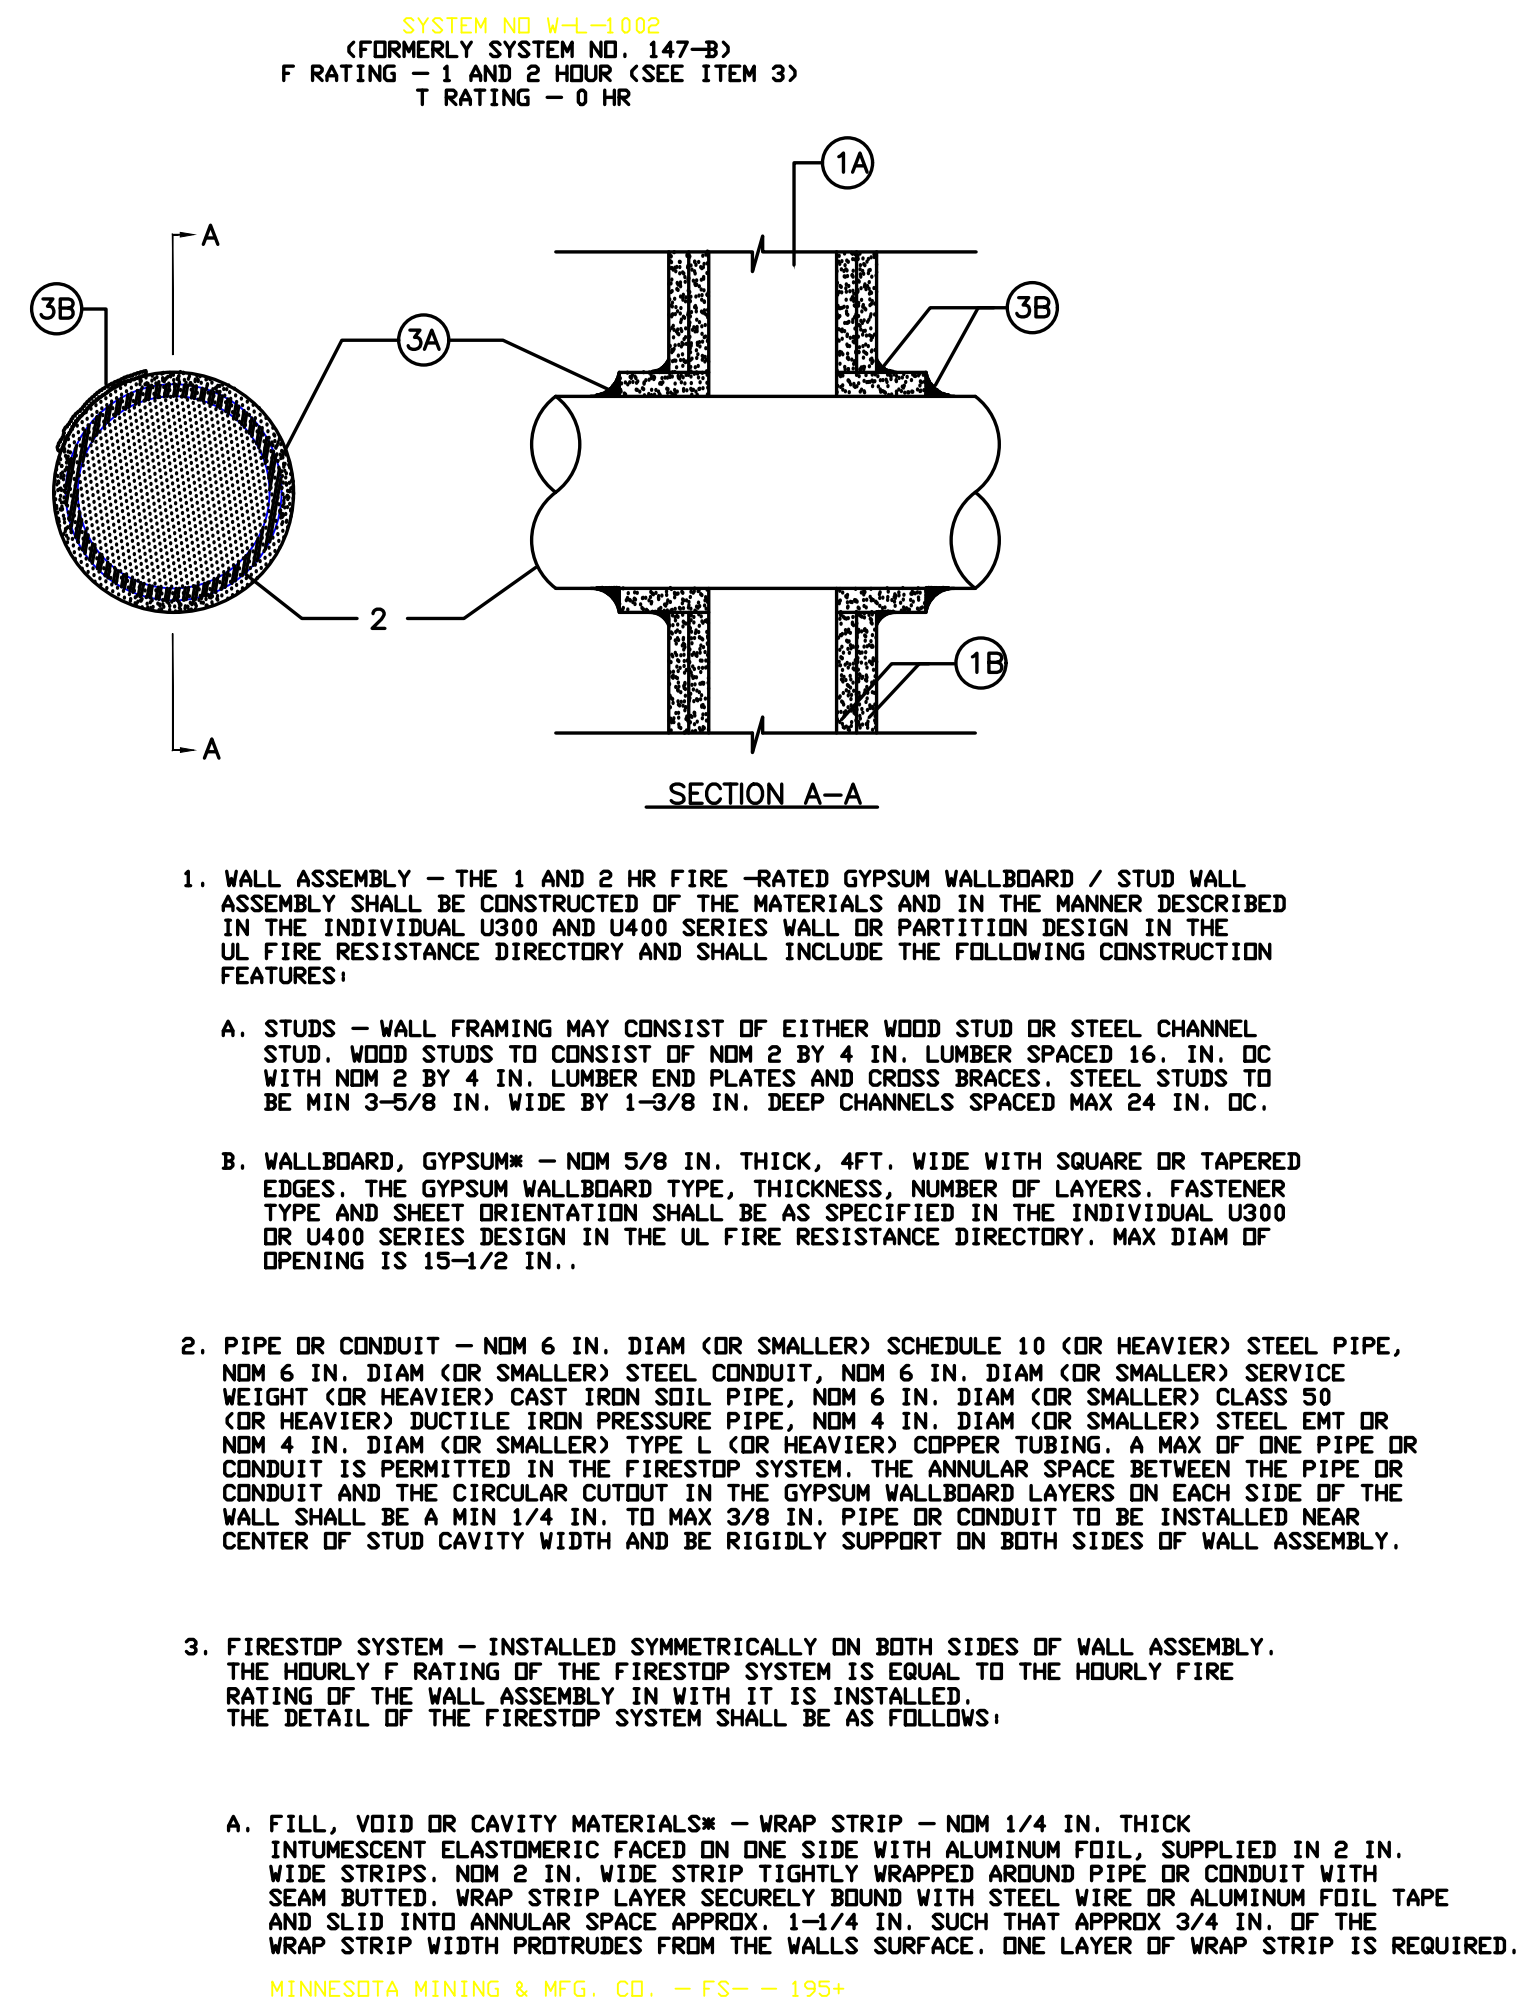 SYSTEM NO W-L-1002
(FORMERLY SYSTEM NO. 147-B)
F RATING - 1 AND 2 HOUR (SEE ITEM 3)
T RATING - 0 HR
1A
A
3B
3B
3A
2
1B
A
SECTION A-A
1. WALL ASSEMBLY - THE 1 AND 2 HR FIRE -RATED GYPSUM WALLBOARD / STUD WALL
ASSEMBLY SHALL BE CONSTRUCTED OF THE MATERIALS AND IN THE MANNER DESCRIBED
IN THE INDIVIDUAL U300 AND U400 SERIES WALL OR PARTITION DESIGN IN THE
UL FIRE RESISTANCE DIRECTORY AND SHALL INCLUDE THE FOLLOWING CONSTRUCTION
FEATURES:
A. STUDS - WALL FRAMING MAY CONSIST OF EITHER WOOD STUD OR STEEL CHANNEL
STUD. WOOD STUDS TO CONSIST OF NOM 2 BY 4 IN. LUMBER SPACED 16. IN. OC
WITH NOM 2 BY 4 IN. LUMBER END PLATES AND CROSS BRACES. STEEL STUDS TO
BE MIN 3-5/8 IN. WIDE BY 1-3/8 IN. DEEP CHANNELS SPACED MAX 24 IN. OC.
B. WALLBOARD, GYPSUM* - NOM 5/8 IN. THICK, 4FT. WIDE WITH SQUARE OR TAPERED
EDGES. THE GYPSUM WALLBOARD TYPE, THICKNESS, NUMBER OF LAYERS. FASTENER
TYPE AND SHEET ORIENTATION SHALL BE AS SPECIFIED IN THE INDIVIDUAL U300
OR U400 SERIES DESIGN IN THE UL FIRE RESISTANCE DIRECTORY. MAX DIAM OF
OPENING IS 15-1/2 IN..
2. PIPE OR CONDUIT - NOM 6 IN. DIAM (OR SMALLER) SCHEDULE 10 (OR HEAVIER) STEEL PIPE,
NOM 6 IN. DIAM (OR SMALLER) STEEL CONDUIT, NOM 6 IN. DIAM (OR SMALLER) SERVICE
WEIGHT (OR HEAVIER) CAST IRON SOIL PIPE, NOM 6 IN. DIAM (OR SMALLER) CLASS 50
(OR HEAVIER) DUCTILE IRON PRESSURE PIPE, NOM 4 IN. DIAM (OR SMALLER) STEEL EMT OR
NOM 4 IN. DIAM (OR SMALLER) TYPE L (OR HEAVIER) COPPER TUBING. A MAX OF ONE PIPE OR
CONDUIT IS PERMITTED IN THE FIRESTOP SYSTEM. THE ANNULAR SPACE BETWEEN THE PIPE OR
CONDUIT AND THE CIRCULAR CUTOUT IN THE GYPSUM WALLBOARD LAYERS ON EACH SIDE OF THE
WALL SHALL BE A MIN 1/4 IN. TO MAX 3/8 IN. PIPE OR CONDUIT TO BE INSTALLED NEAR
CENTER OF STUD CAVITY WIDTH AND BE RIGIDLY SUPPORT ON BOTH SIDES OF WALL ASSEMBLY.
3. FIRESTOP SYSTEM - INSTALLED SYMMETRICALLY ON BOTH SIDES OF WALL ASSEMBLY.
THE HOURLY F RATING OF THE FIRESTOP SYSTEM IS EQUAL TO THE HOURLY FIRE
RATING OF THE WALL ASSEMBLY IN WITH IT IS INSTALLED.
THE DETAIL OF THE FIRESTOP SYSTEM SHALL BE AS FOLLOWS:
A. FILL, VOID OR CAVITY MATERIALS* - WRAP STRIP - NOM 1/4 IN. THICK
INTUMESCENT ELASTOMERIC FACED ON ONE SIDE WITH ALUMINUM FOIL, SUPPLIED IN 2 IN.
WIDE STRIPS. NOM 2 IN. WIDE STRIP TIGHTLY WRAPPED AROUND PIPE OR CONDUIT WITH
SEAM BUTTED. WRAP STRIP LAYER SECURELY BOUND WITH STEEL WIRE OR ALUMINUM FOIL TAPE
AND SLID INTO ANNULAR SPACE APPROX. 1-1/4 IN. SUCH THAT APPROX 3/4 IN. OF THE
WRAP STRIP WIDTH PROTRUDES FROM THE WALLS SURFACE. ONE LAYER OF WRAP STRIP IS REQUIRED.
MINNESOTA MINING & MFG. CO. - FS- - 195+